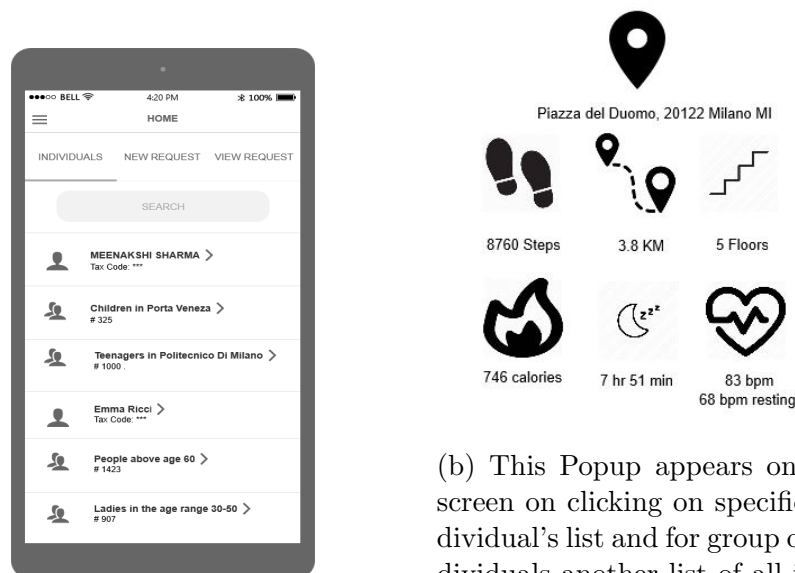 ●●●○○ BELL 4:20 PM 100%
HOME
INDIVIDUALS NEW REQUEST VIEW REQUEST
SEARCH
MEENAKSHI SHARMA
Tax Code: ***
Children in Porta Veneza
# 325
Teenagers in Politecnico Di Milano
# 1000 .
Emma Ricci
Tax Code: ***
People above age 60
# 1423
Ladies in the age range 30-50
# 907
Piazza del Duomo, 20122 Milano MI
8760 Steps 3.8 KM 5 Floors
zzz
746 calories 7 hr 51 min 83 bpm
68 bpm resting
(b) This Popup appears on
screen on clicking on specifi
dividual's list and for group o